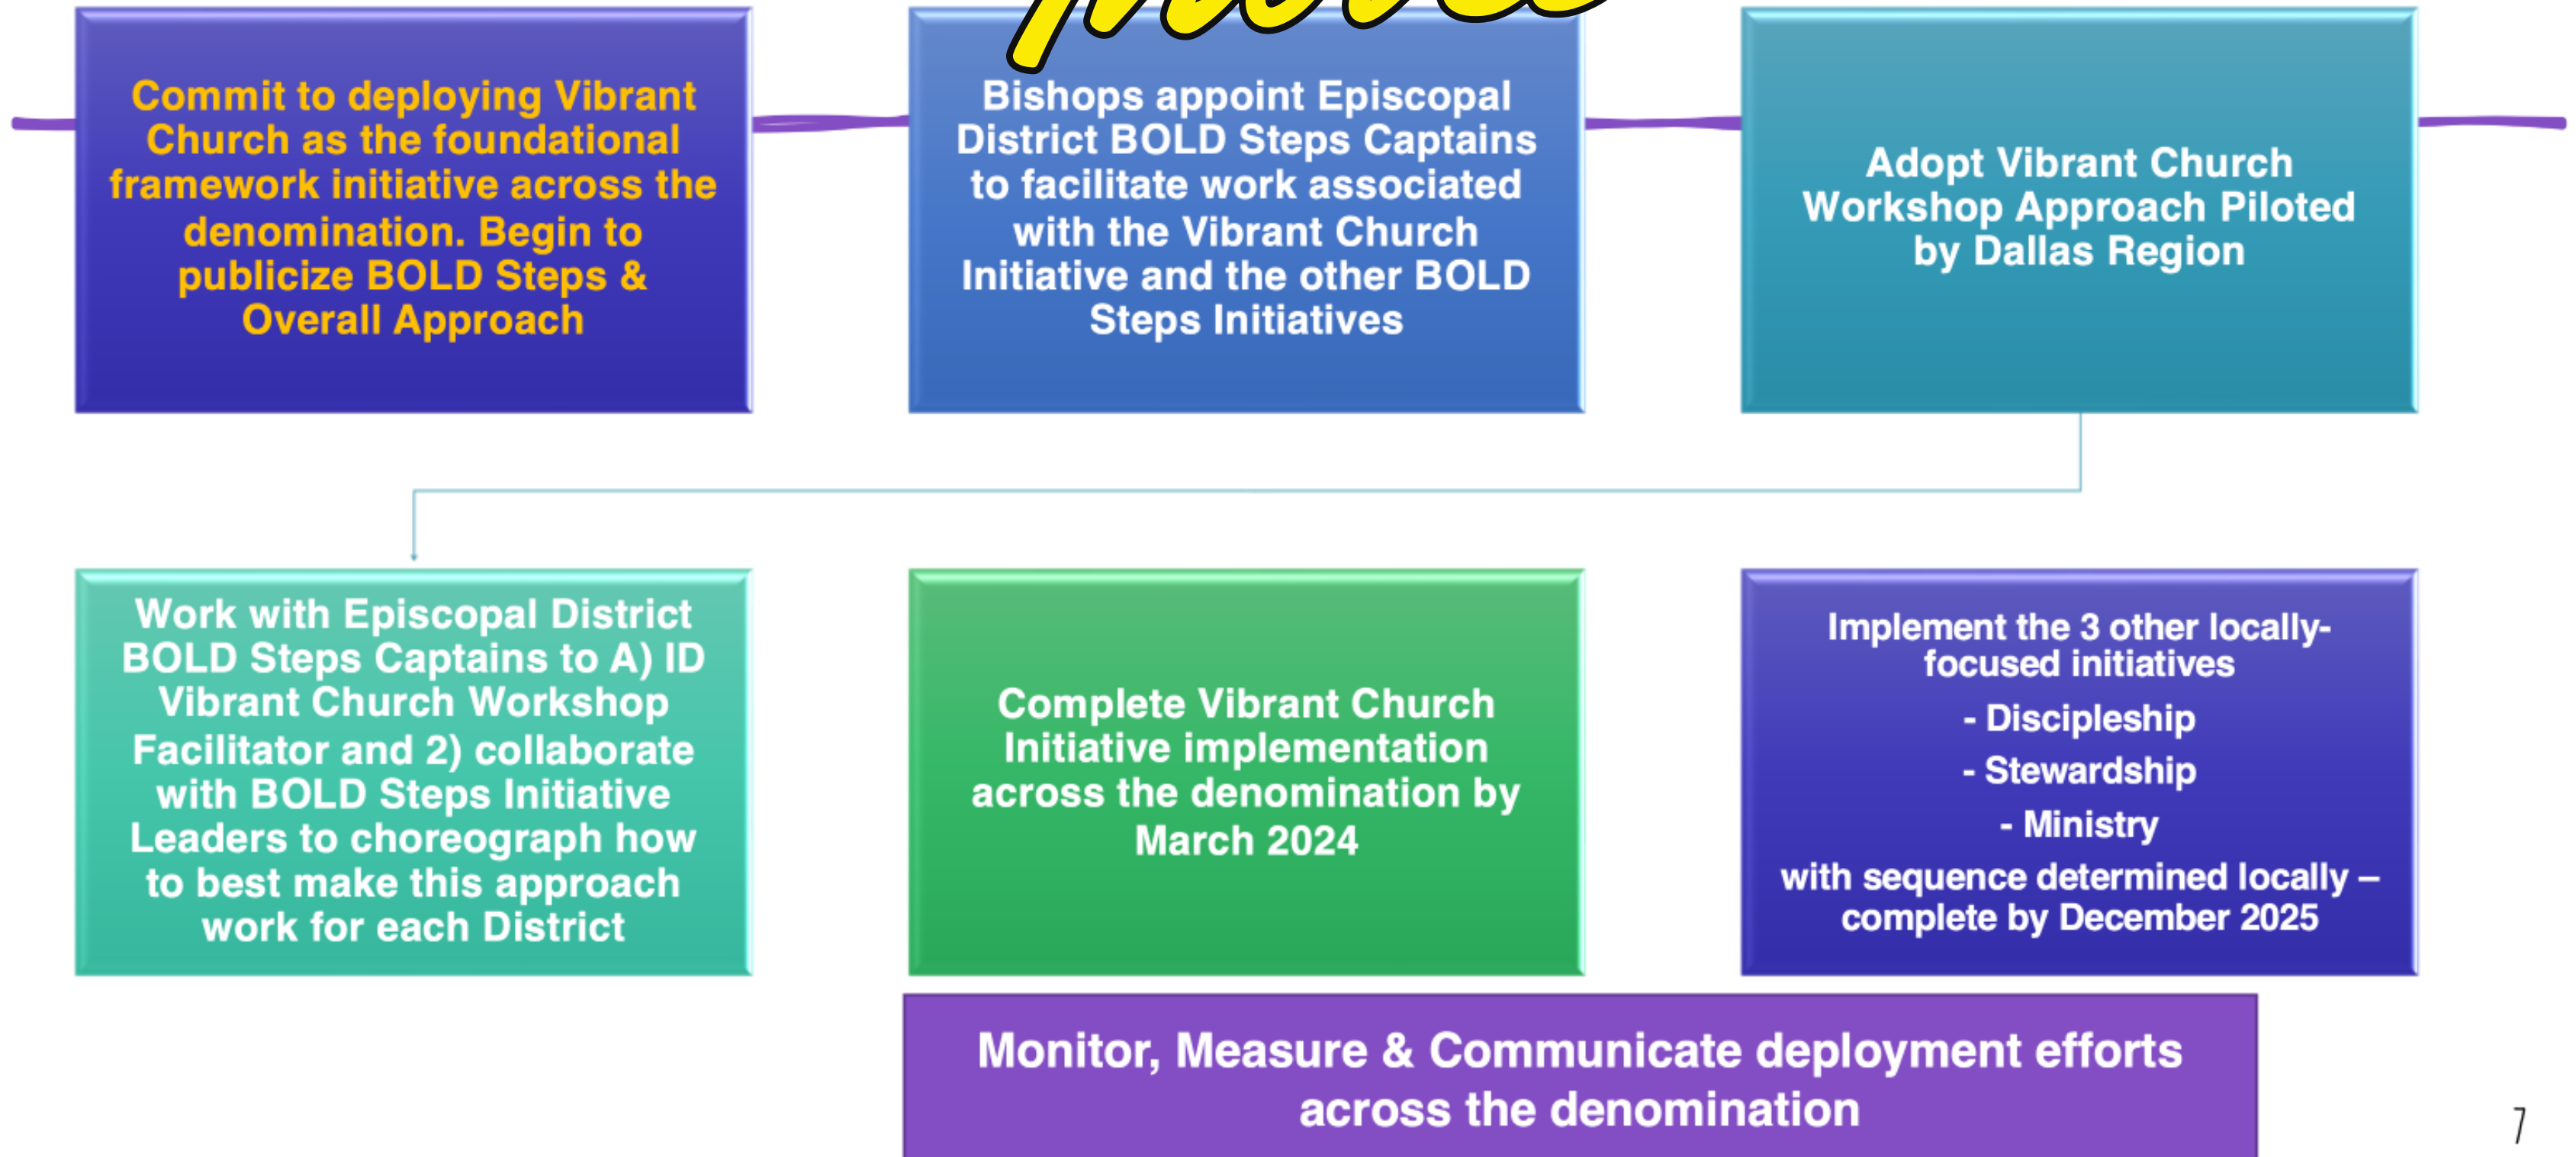 Commit to deploying Vibrant
Church as the foundational
framework initiative across the
denomination. Begin to
publicize BOLD Steps &
Overall Approach
Bishops appoint Episcopal
District BOLD Steps Captains
to facilitate work associated
with the Vibrant Church
Initiative and the other BOLD
Steps Initiatives
Adopt Vibrant Church
Workshop Approach Piloted
by Dallas Region
Work with Episcopal District
BOLD Steps Captains to A) ID
Vibrant Church Workshop
Facilitator and 2) collaborate
with BOLD Steps Initiative
Leaders to choreograph how
to best make this approach
work for each District
Complete Vibrant Church
Initiative implementation
across the denomination by
March 2024
Implement the 3 other locally-
focused initiatives
- Discipleship
- Stewardship
- Ministry
with sequence determined locally –
complete by December 2025
Monitor, Measure & Communicate deployment efforts
across the denomination
7